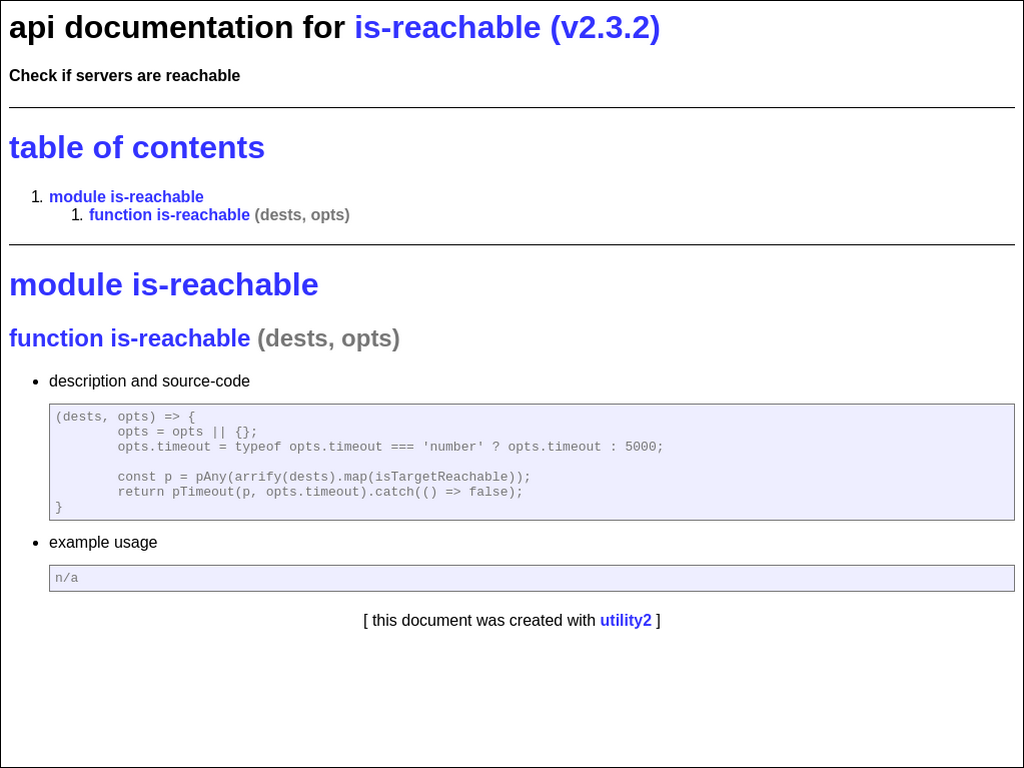 api documentation for is-reachable (v2.3.2)
Check if servers are reachable
table of contents
1. module is-reachable
1. function is-reachable (dests, opts)
module is-reachable
function is-reachable (dests, opts)
• description and source-code
(dests, opts) => {
        opts = opts || {};
        opts.timeout = typeof opts.timeout === 'number' ? opts.timeout : 5000;
        const p = pAny(arrify(dests).map(isTargetReachable));
        return pTimeout(p, opts.timeout).catch(() => false);
}
• example usage
n/a
[ this document was created with utility2 ]